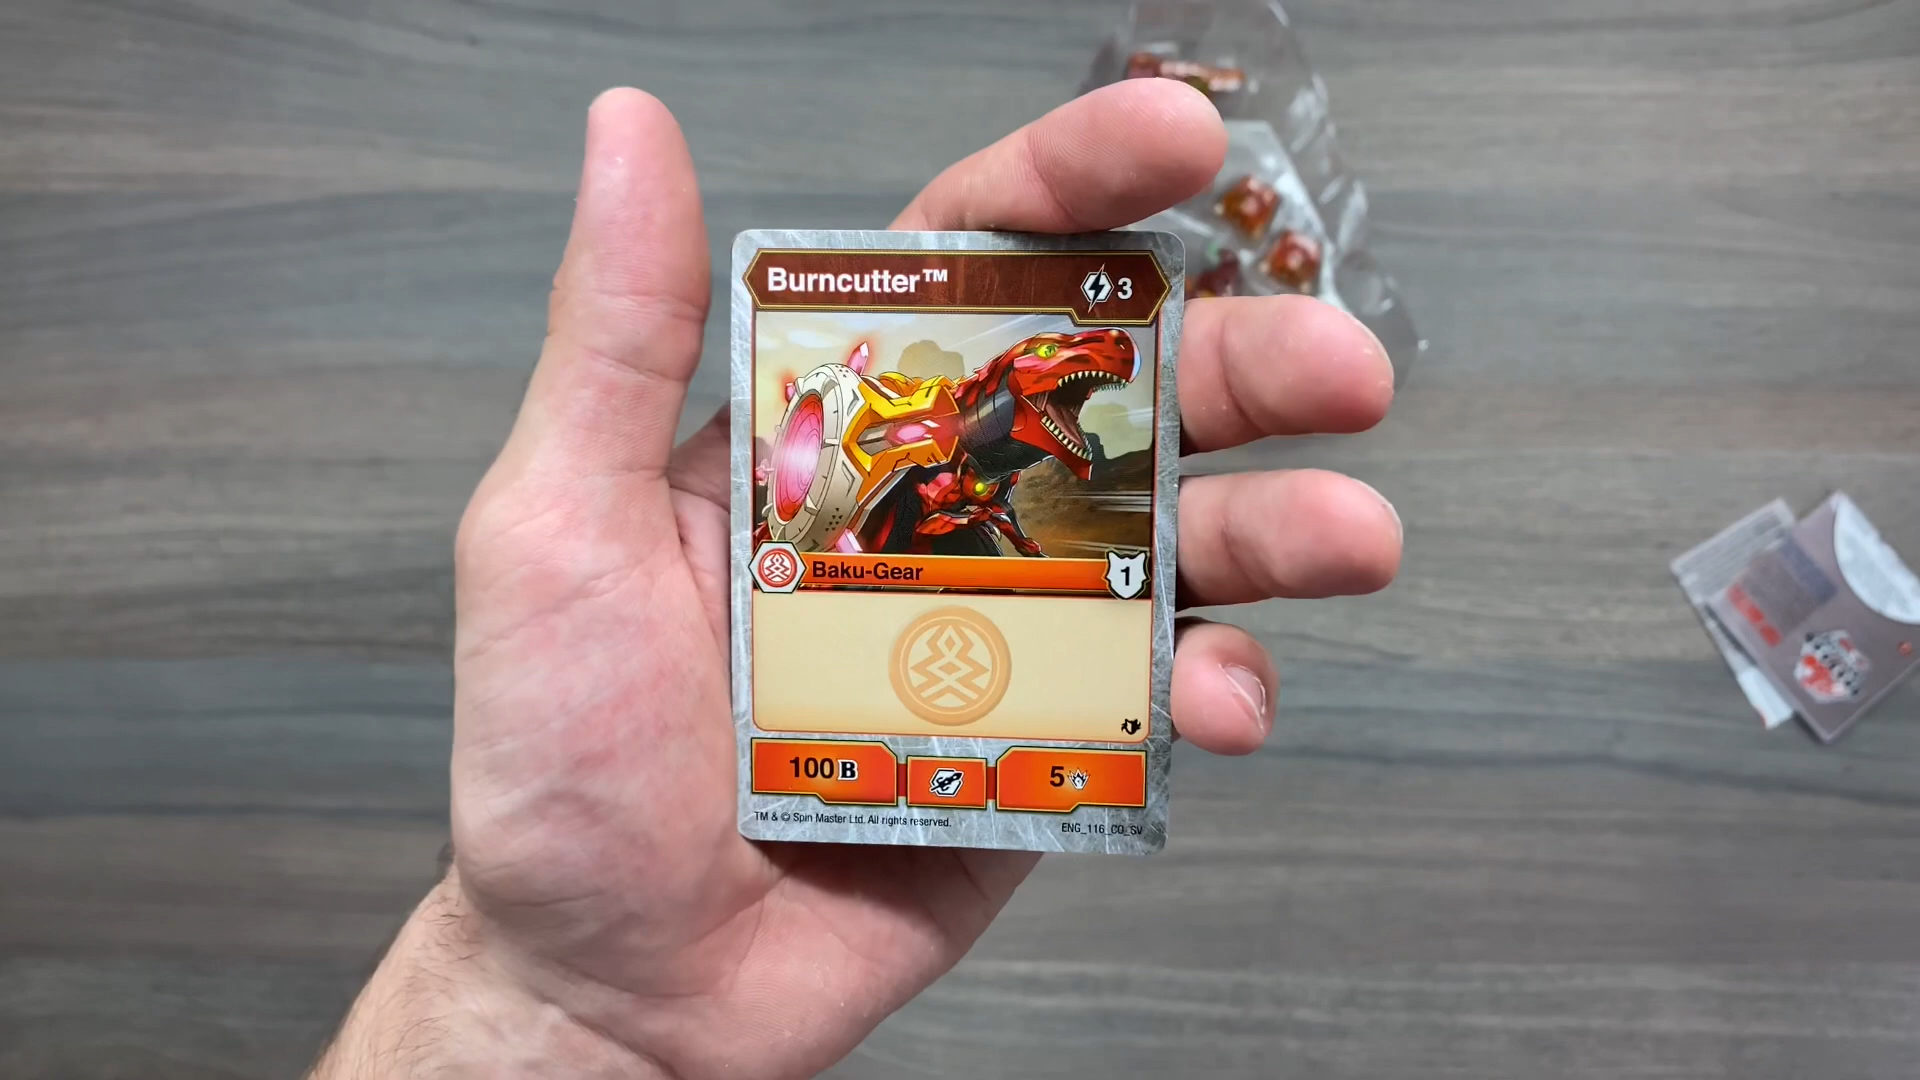 Burncutter™
3
Baku-Gear
1
100 B
5
TM & © Spin Master Ltd. All rights reserved.
ENG_116_CO_SV